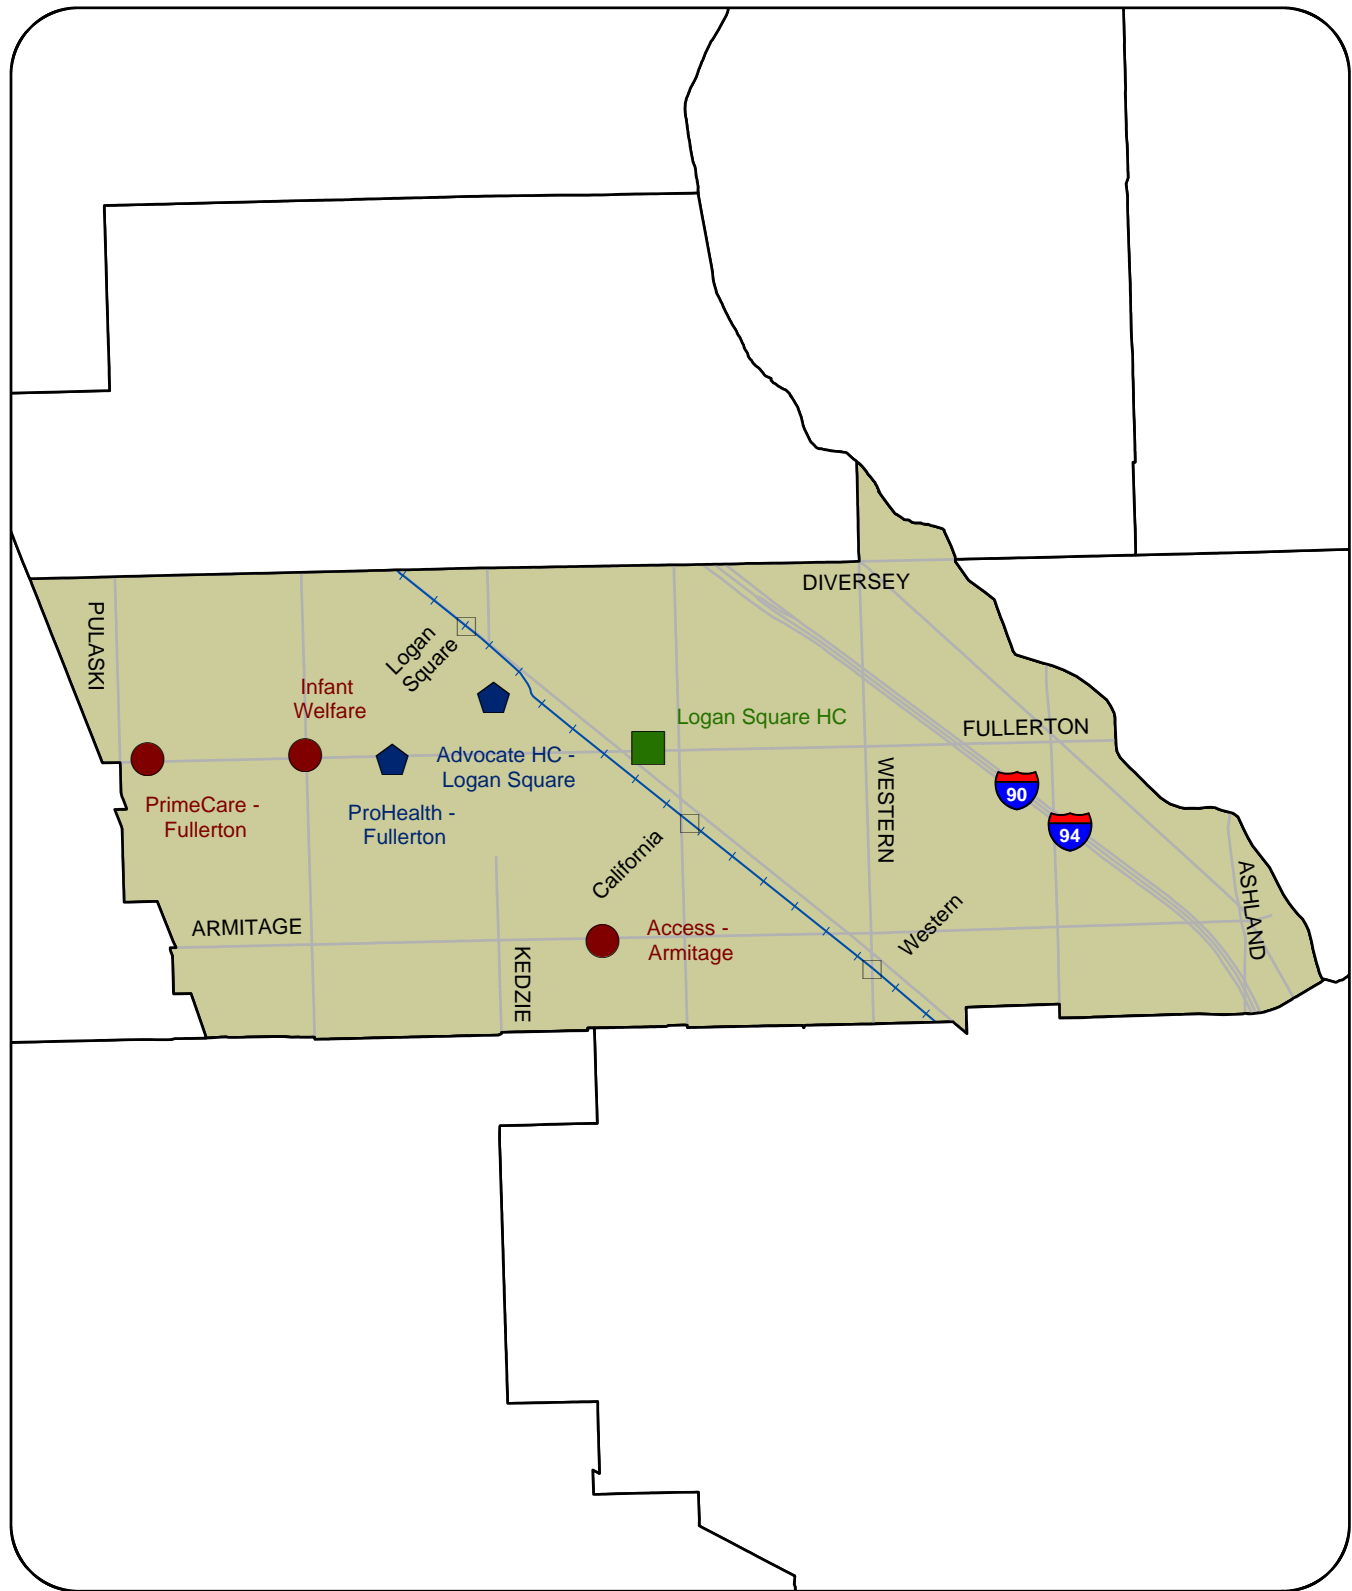 DIVERSEY
PULASKI
Logan
Square
Infant
Welfare
Logan Square HC
FULLERTON
Advocate HC -
Logan Square
WESTERN
90
PrimeCare -
Fullerton
ProHealth -
Fullerton
94
California
ASHLAND
Western
ARMITAGE
Access -
Armitage
KEDZIE